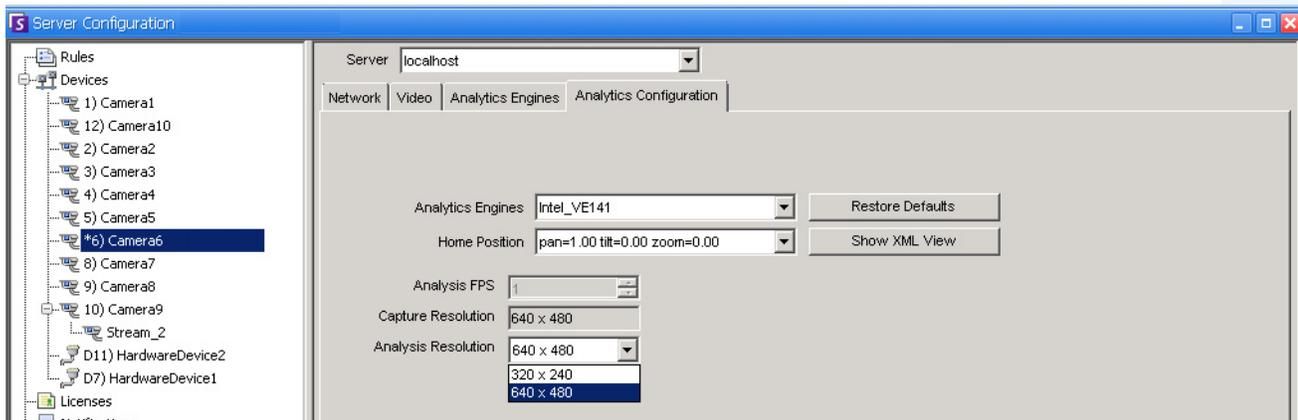 Server Configuration
Rules
Devices
1) Camera1
12) Camera10
2) Camera2
3) Camera3
4) Camera4
5) Camera5
*6) Camera6
8) Camera7
9) Camera8
10) Camera9
Stream_2
D11) HardwareDevice2
D7) HardwareDevice1
Licenses
Server localhost
Network Video Analytics Engines Analytics Configuration
Analytics Engines Intel_VE141 Restore Defaults
Home Position pan=1.00 tilt=0.00 zoom=0.00 Show XML View
Analysis FPS 1
Capture Resolution 640 x 480
Analysis Resolution 640 x 480
320 x 240
640 x 480